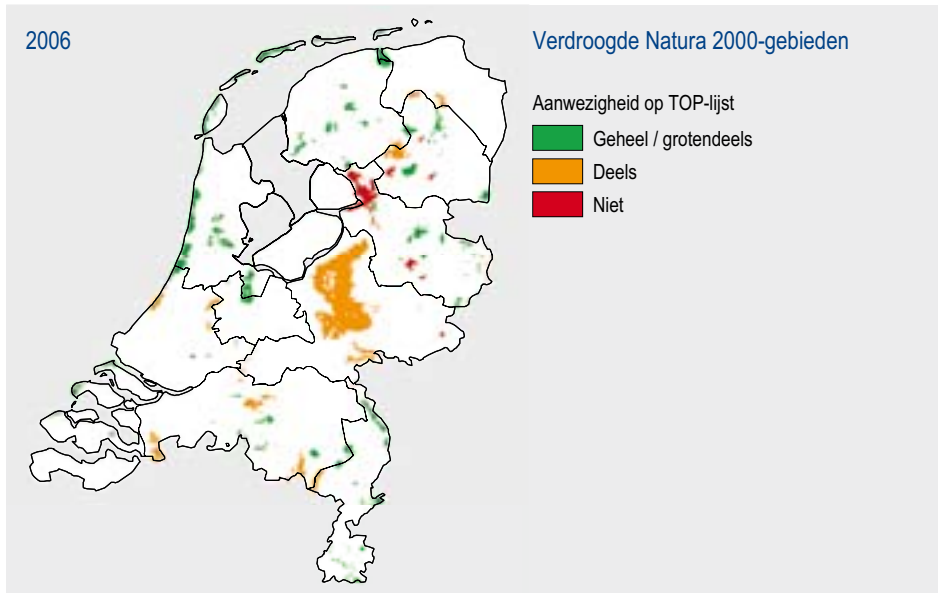 2006
Verdroogde Natura 2000-gebieden
Aanwezigheid op TOP-lijst
Geheel / grotendeels
Deels
Niet